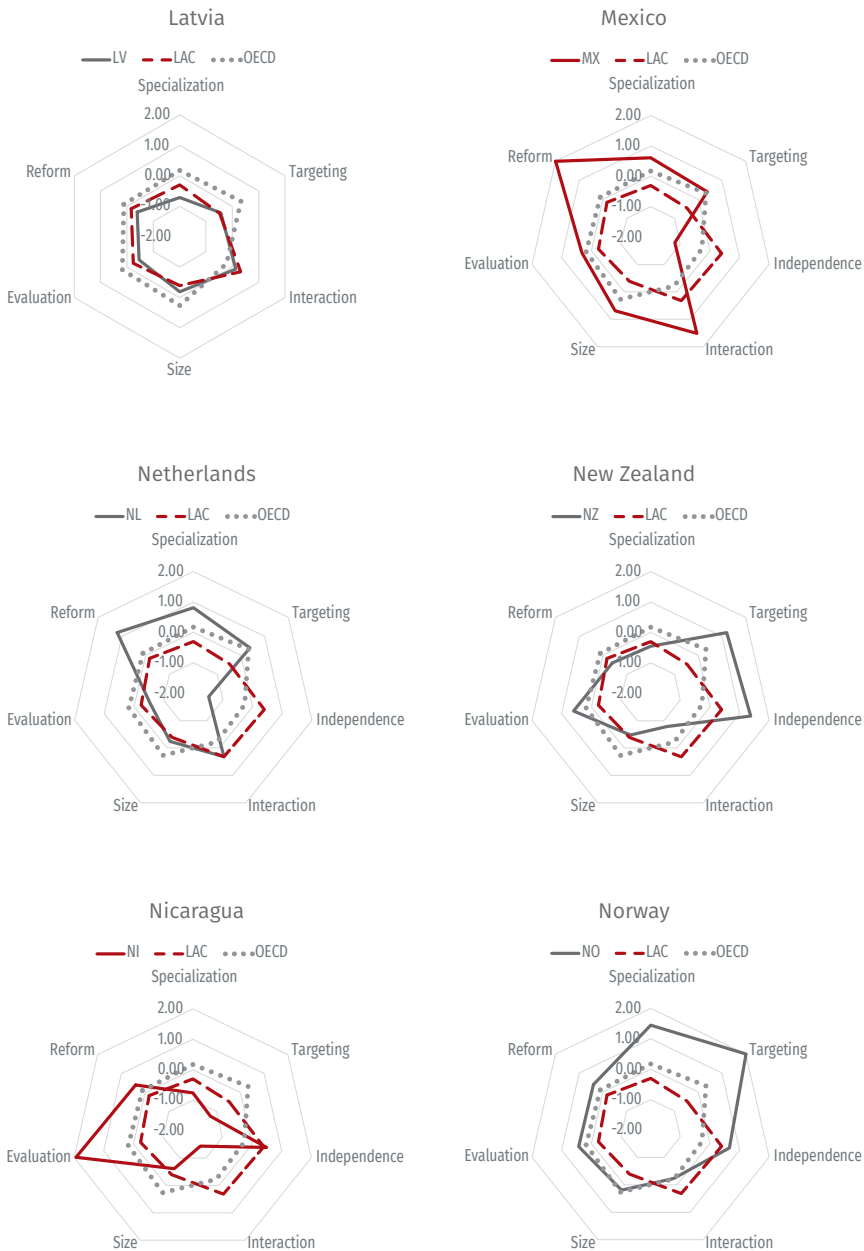 Latvia
LV LAC OECD
Specialization
2.00
1.00
0.00
-1.00
-2.00
Reform
Targeting
Evaluation
Interaction
Size
Mexico
MX LAC OECD
Specialization
2.00
1.00
0.00
-1.00
-2.00
Reform
Targeting
Evaluation
Independence
Size
Interaction
Netherlands
NL LAC OECD
Specialization
2.00
1.00
0.00
-1.00
-2.00
Reform
Targeting
Evaluation
Independence
Size
Interaction
New Zealand
NZ LAC OECD
Specialization
2.00
1.00
0.00
-1.00
-2.00
Reform
Targeting
Evaluation
Independence
Size
Interaction
Nicaragua
NI LAC OECD
Specialization
2.00
1.00
0.00
-1.00
-2.00
Reform
Targeting
Evaluation
Independence
Size
Interaction
Norway
NO LAC OECD
Specialization
2.00
1.00
0.00
-1.00
-2.00
Reform
Targeting
Evaluation
Independence
Size
Interaction